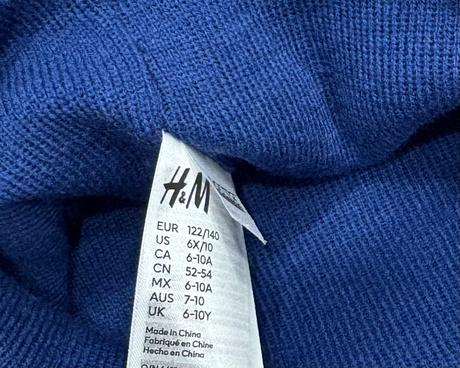 H&M
EUR 122/140
US 6X/10
CA 6-10A
CN 52-54
MX 6-10A
AUS 7-10
UK 6-10Y
Made in China
Fabriqué en Chine
Hecho en China